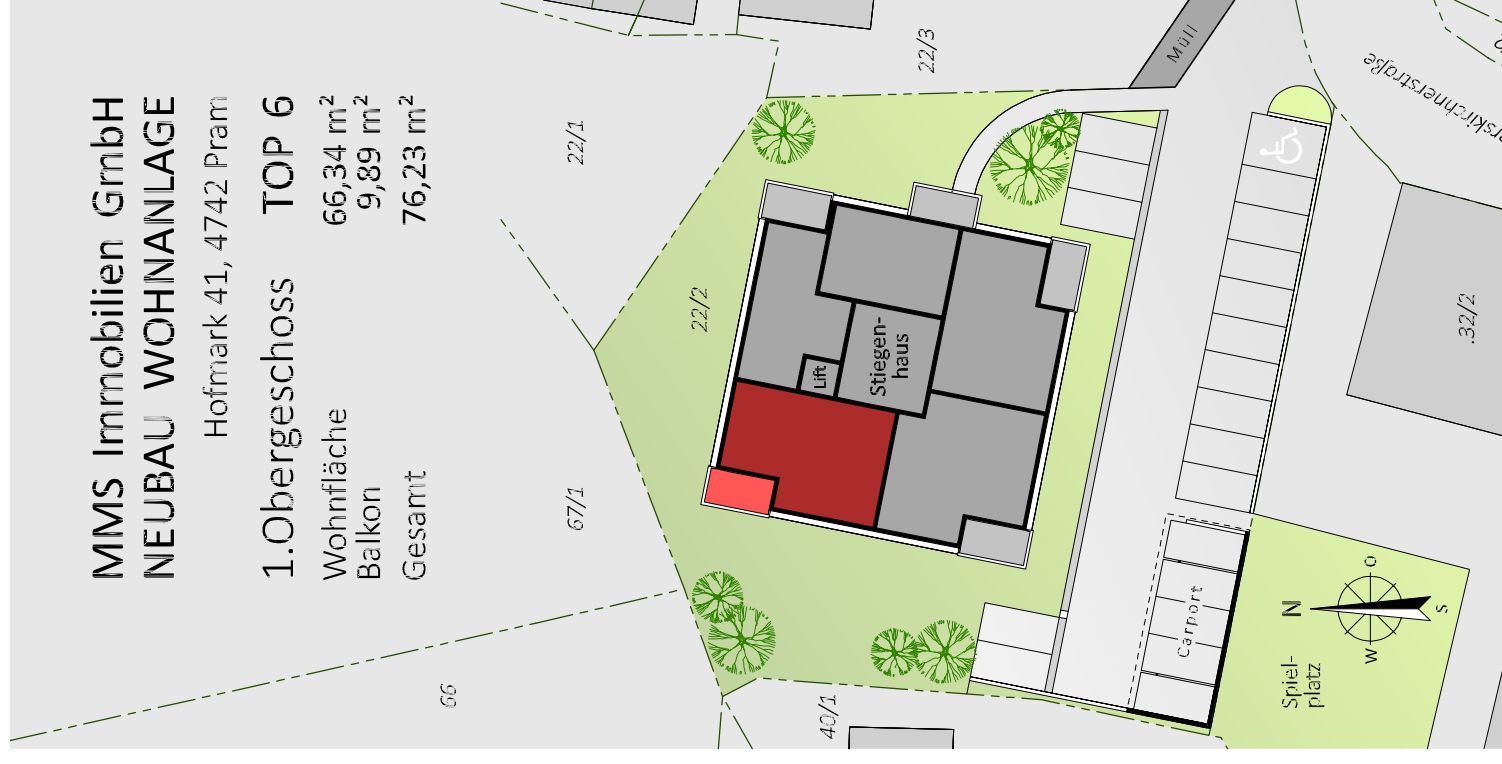 MMS Immobilien GmbH
NEUBAU WOHNANLAGE
Hofmark 41, 4742 Pram
1.Obergeschoss TOP 6
Wohnfläche 66,34 m²
Balkon 9,89 m²
Gesamt 76,23 m²
22/3
Müll
22/1
22/2
67/1
66
40/1
.32/2
Lift
Stiegen-
haus
Carport
Spiel-
platz
N
O
S
W